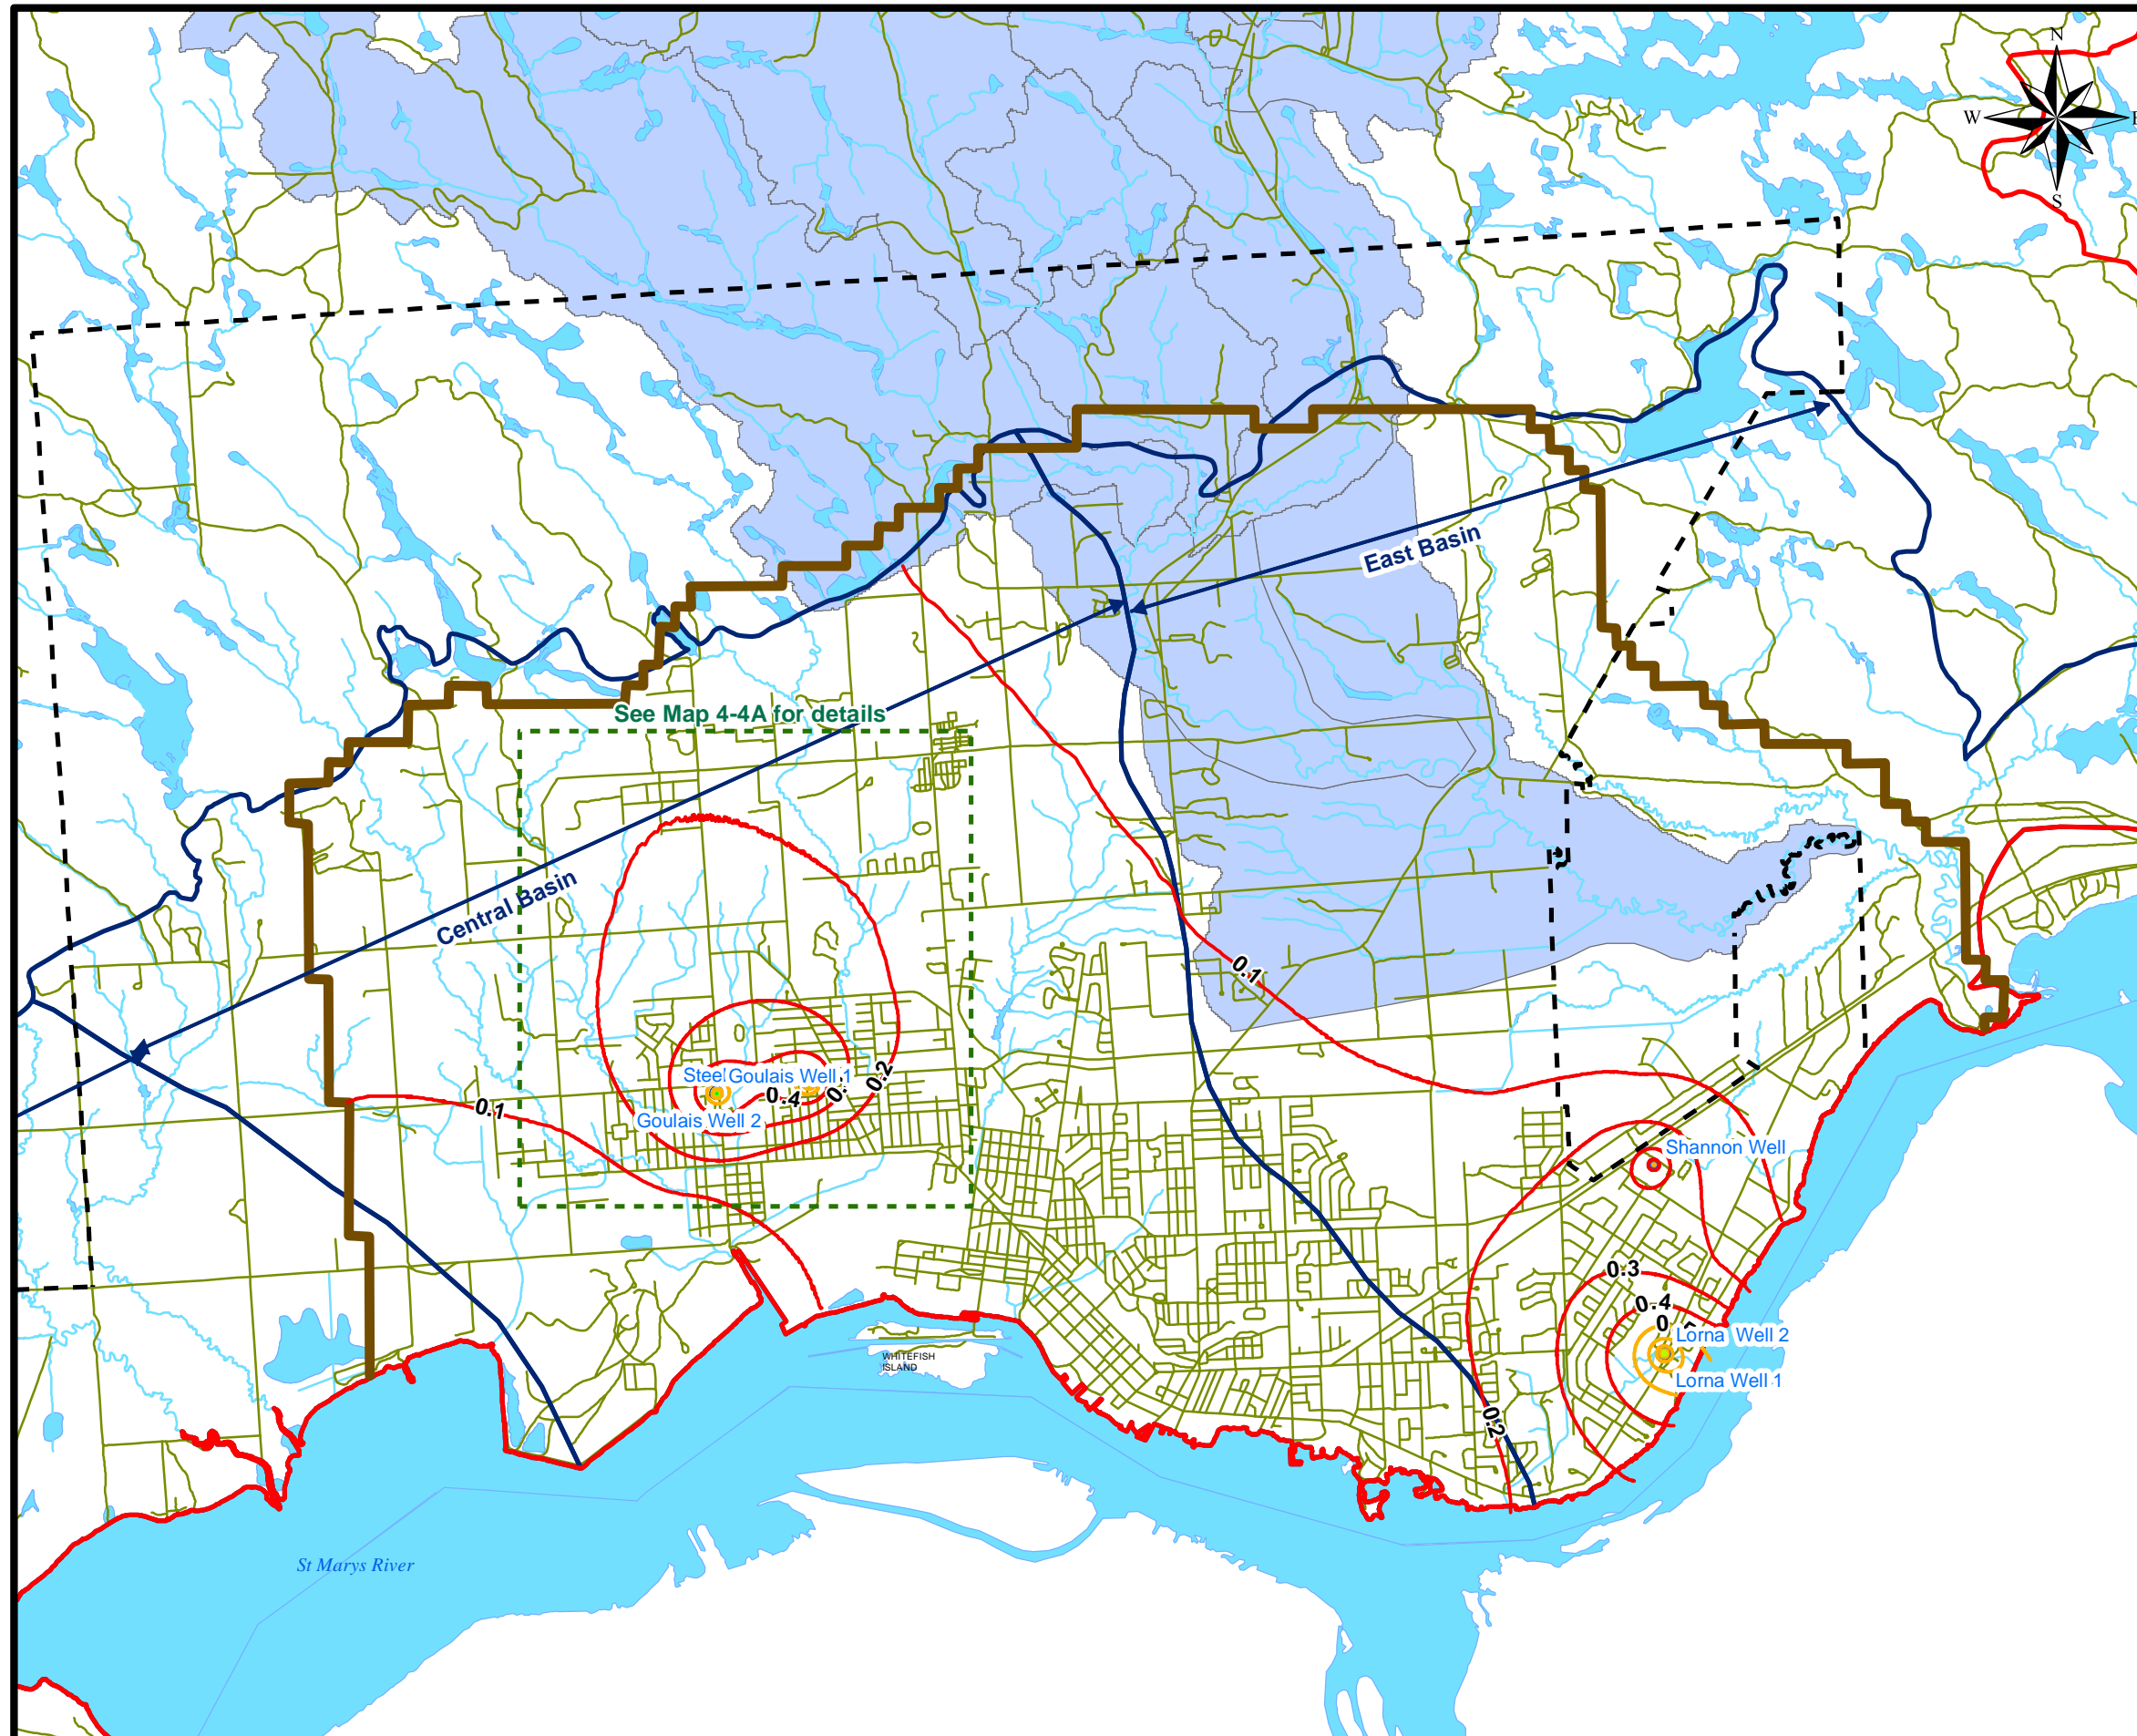 N
W
S
East Basin
See Map 4-4A for details
Central Basin
0.1
0.2
Steel
Goulais Well 1
0.4
0.1
Goulais Well 2
Shannon Well
0.3
0.4
0
Lorna Well 2
Lorna Well 1
WHITEFISH
ISLAND
0.2
St Marys River